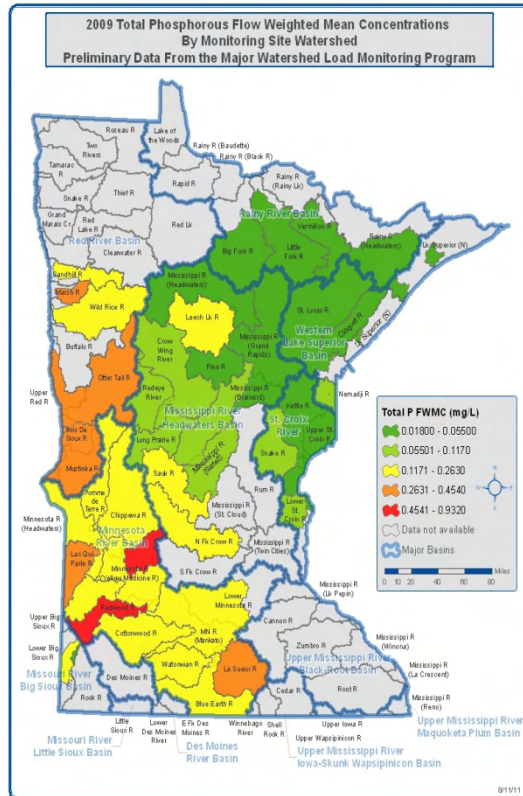 2009 Total Phosphorous Flow Weighted Mean Concentrations
By Monitoring Site Watershed
Preliminary Data From the Major Watershed Load Monitoring Program
Roseau R
Lake of the Woods
Two Rivers
Rainy R (Baudette)
Rainy R (Black R)
Tamarac R
Rapid R
Rainy R (Rainy Lk)
Snake R
Thief R
Grand Marais Cr
Red Lake R
Red Lk
Red River Basin
Clearwater R
Rainy River Basin
Vermilion R
Big Fork R
Little Fork R
Rainy R (Headwaters)
Lk Superior (N)
Sandhill R
Marsh R
Wild Rice R
Mississippi R (Headwaters)
Leech Lk R
St. Louis R
Western Lake Superior Basin
Cloquet R
Lk Superior (S)
Buffalo R
Crow Wing River
Mississippi R (Grand Rapids)
Pine R
Otter Tail R
Upper Red R
Redeye River
Mississippi R (Brainerd)
Mississippi River Headwaters Basin
Nemadji R
Kettle R
St. Croix River
Upper St. Croix R
Bois De Sioux R
Mustinka R
Long Prairie R
Snake R
Pomme de Terre R
Sauk R
Rum R
Mississippi R (St. Cloud)
Lower St. Croix R
Chippewa R
Minnesota R (Headwaters)
Minnesota River Basin
N Fk Crow R
Mississippi R (Twin Cities)
Lac Qui Parle R
Minnesota R (Yellow Medicine R)
S Fk Crow R
Redwood R
Lower Minnesota R
Mississippi R (Lk Pepin)
Upper Big Sioux R
Cottonwood R
MN R (Mankato)
Cannon R
Mississippi R (Winona)
Lower Big Sioux R
Zumbro R
Mississippi R (La Crescent)
Upper Mississippi River Black-Root Basin
Missouri River Big Sioux Basin
Watonwan R
Le Sueur R
Rock R
Des Moines R
Blue Earth R
Cedar R
Root R
Mississippi R (Reno)
Little Sioux R
Lower Des Moines River
E Fk Des Moines R
Winnebago River
Shell Rock R
Upper Iowa R
Upper Wapsipinicon R
Missouri River Little Sioux Basin
Des Moines River Basin
Upper Mississippi River Iowa-Skunk Wapsipinicon Basin
Upper Mississippi River Maquoketa Plum Basin
Total P FWMC (mg/L)
0.01800 - 0.05500
0.05501 - 0.1170
0.1171 - 0.2630
0.2631 - 0.4540
0.4541 - 0.9320
Data not available
Major Basins
N
W E
S
Miles
0 10 20 40 60 80
8/11/11